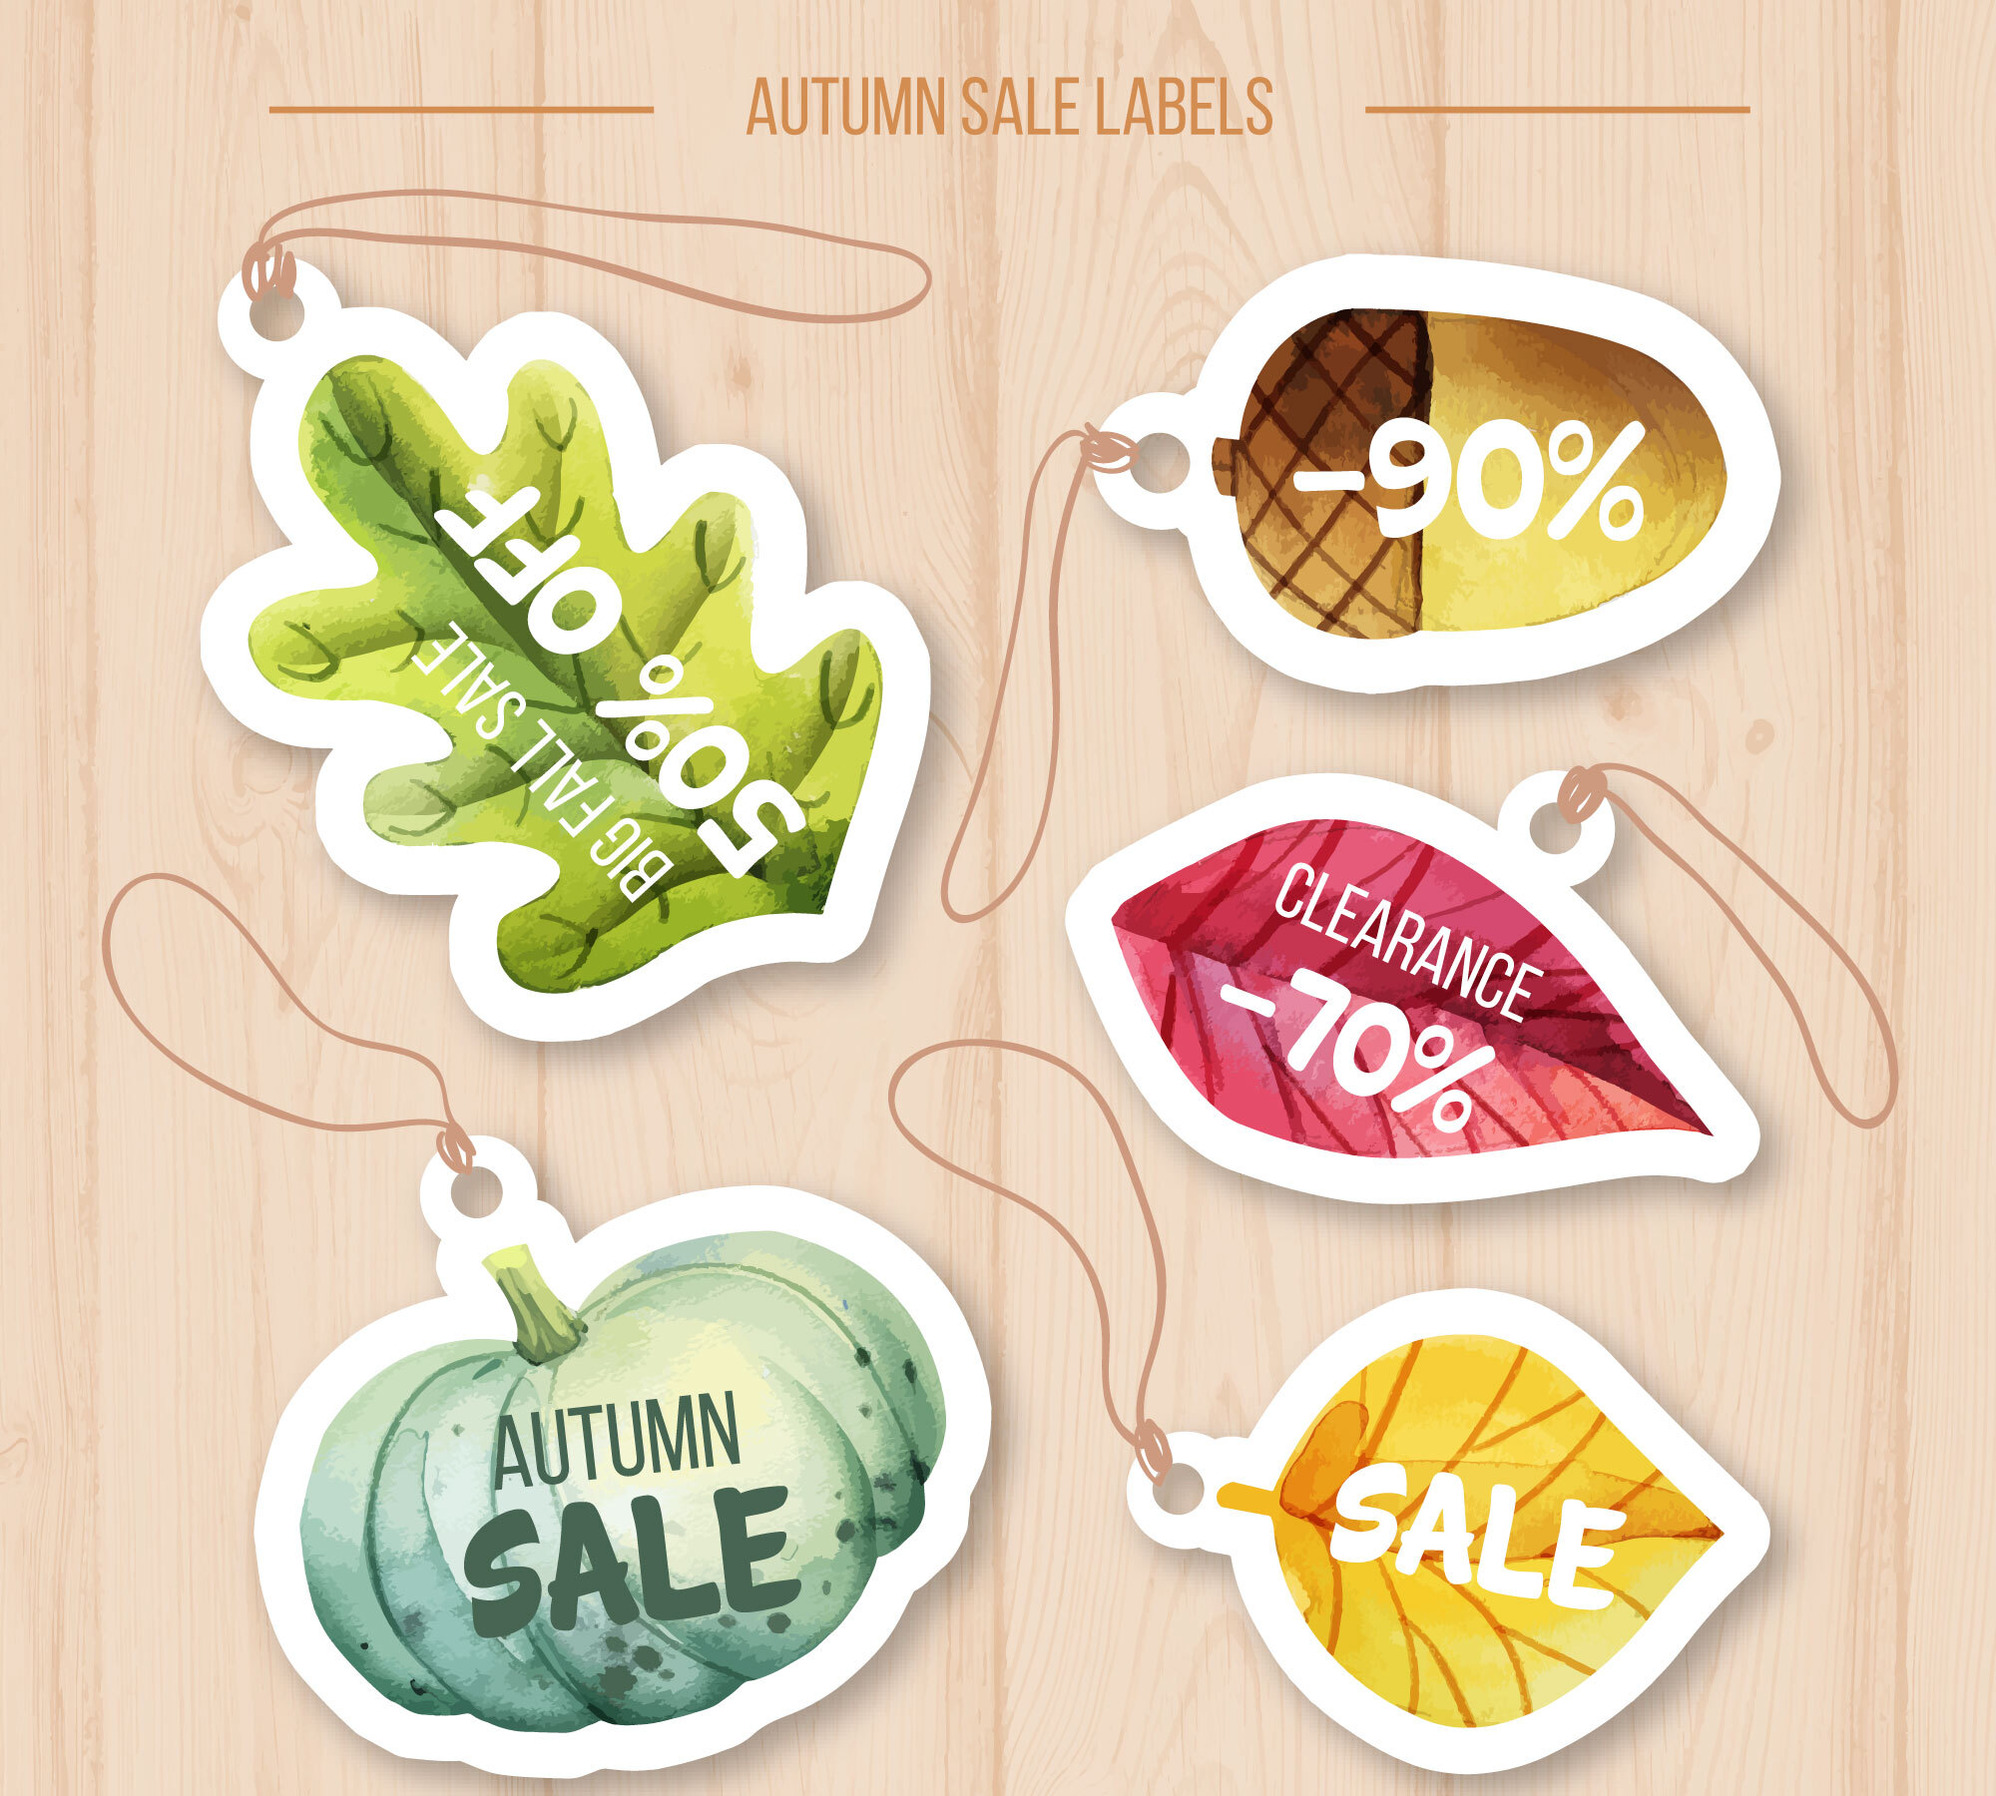 AUTUMN SALE LABELS
BIG FALL SALE
50% OFF
-90%
CLEARANCE
-70%
AUTUMN
SALE
SALE